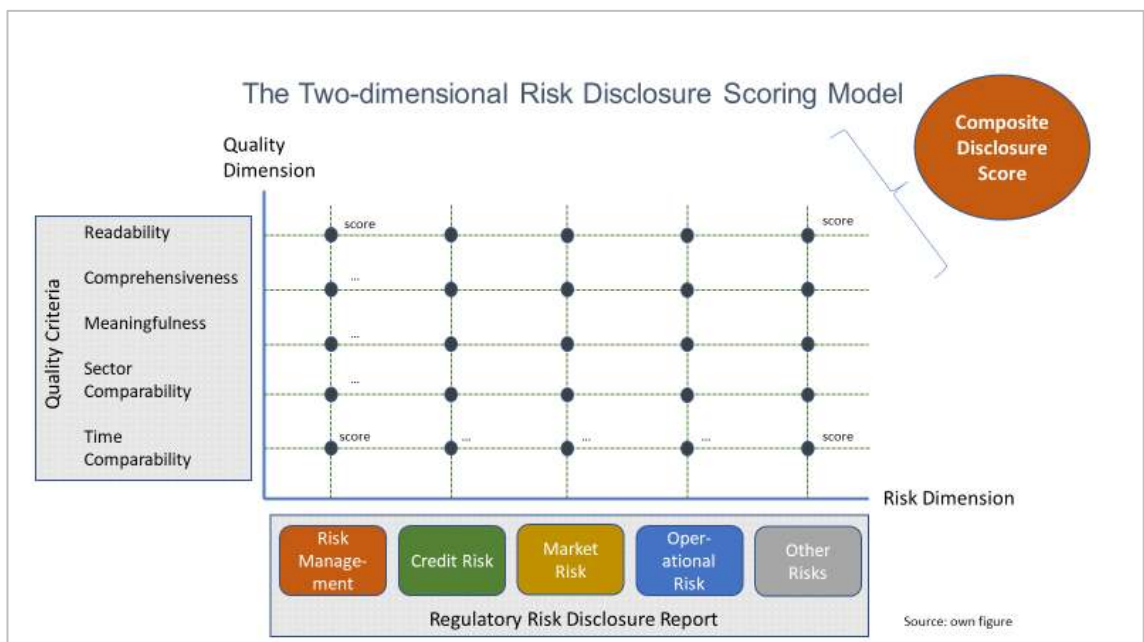 The Two-dimensional Risk Disclosure Scoring Model
Composite
Disclosure
Score
Quality
Dimension
Quality Criteria
Readability
Comprehensiveness
Meaningfulness
Sector
Comparability
Time
Comparability
score
score
...
...
...
score
...
...
...
score
Risk Dimension
Risk
Manage-
ment
Credit Risk
Market
Risk
Oper-
ational
Risk
Other
Risks
Regulatory Risk Disclosure Report
Source: own figure